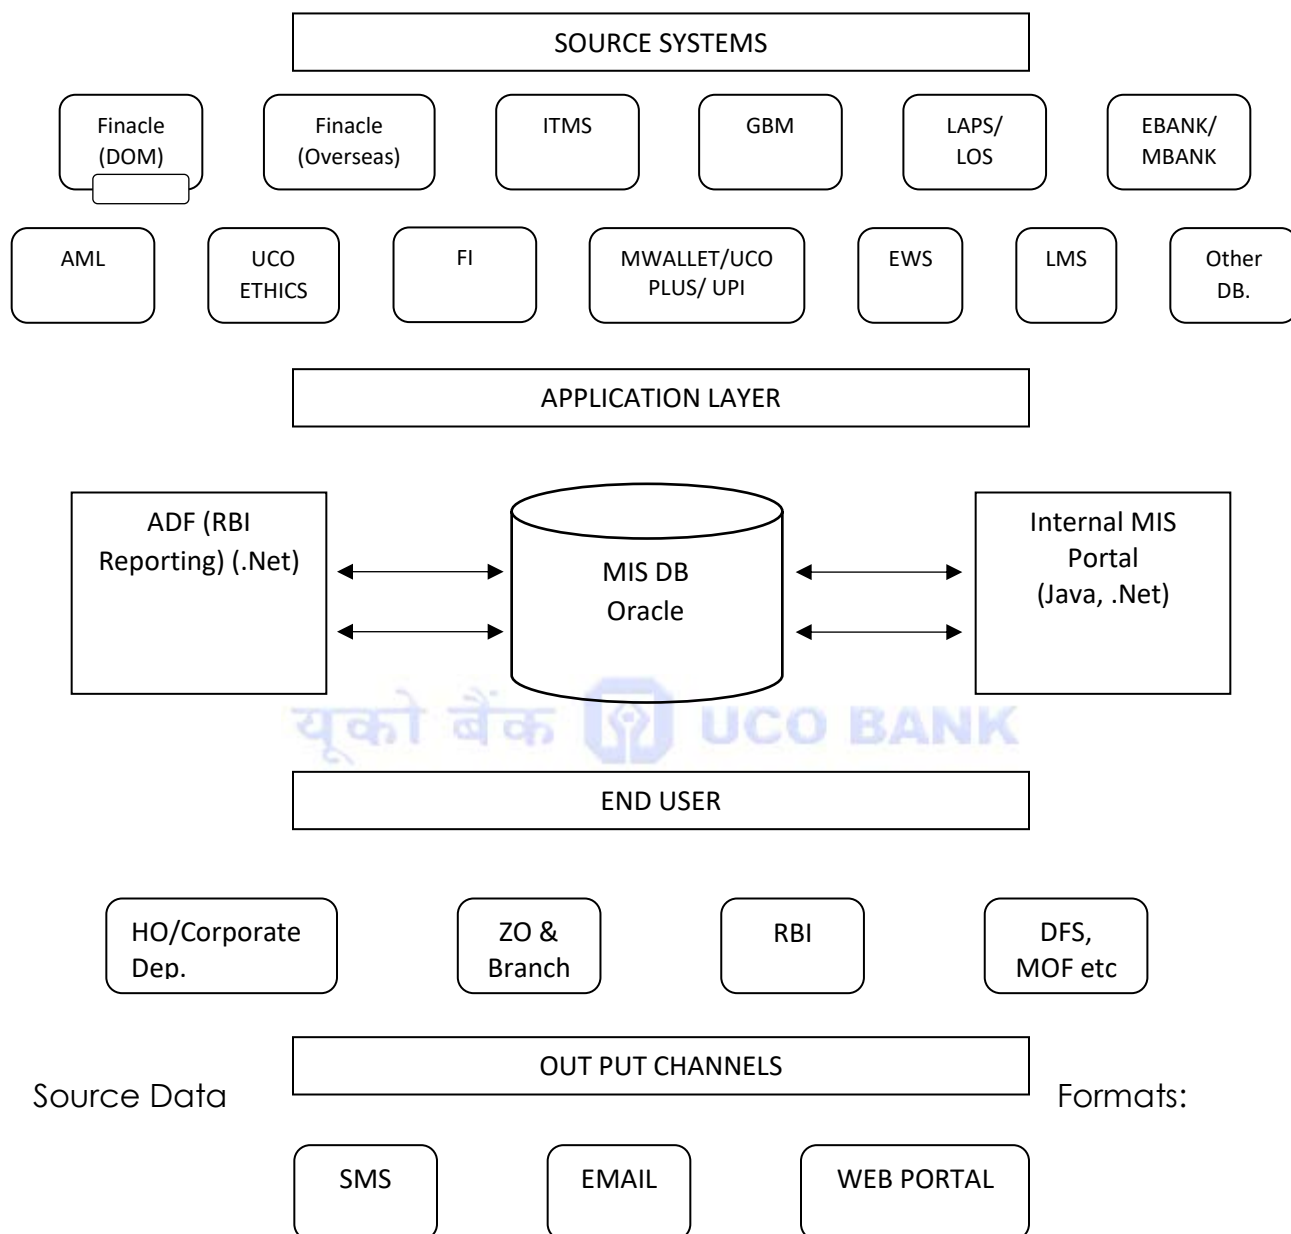 SOURCE SYSTEMS
Finacle
(DOM)
Finacle
(Overseas)
ITMS
GBM
LAPS/
LOS
EBANK/
MBANK
AML
UCO
ETHICS
FI
MWALLET/UCO
PLUS/ UPI
EWS
LMS
Other
DB.
APPLICATION LAYER
ADF (RBI
Reporting) (.Net)
MIS DB
Oracle
Internal MIS
Portal
(Java, .Net)
यूको बैंक UCO BANK
END USER
HO/Corporate
Dep.
ZO &
Branch
RBI
DFS,
MOF etc
OUT PUT CHANNELS
Source Data Formats:
SMS
EMAIL
WEB PORTAL